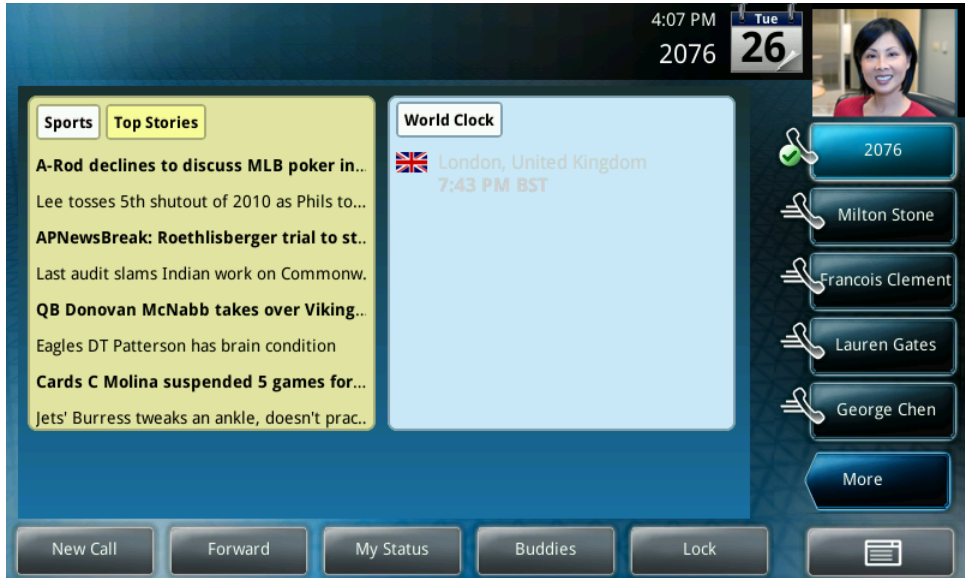 4:07 PM
2076
Tue
26
Sports Top Stories
A-Rod declines to discuss MLB poker in..
Lee tosses 5th shutout of 2010 as Phils to...
APNewsBreak: Roethlisberger trial to st..
Last audit slams Indian work on Commonw.
QB Donovan McNabb takes over Viking...
Eagles DT Patterson has brain condition
Cards C Molina suspended 5 games for...
Jets' Burress tweaks an ankle, doesn't prac..
World Clock
London, United Kingdom
7:43 PM BST
2076
Milton Stone
Francois Clement
Lauren Gates
George Chen
More
New Call
Forward
My Status
Buddies
Lock